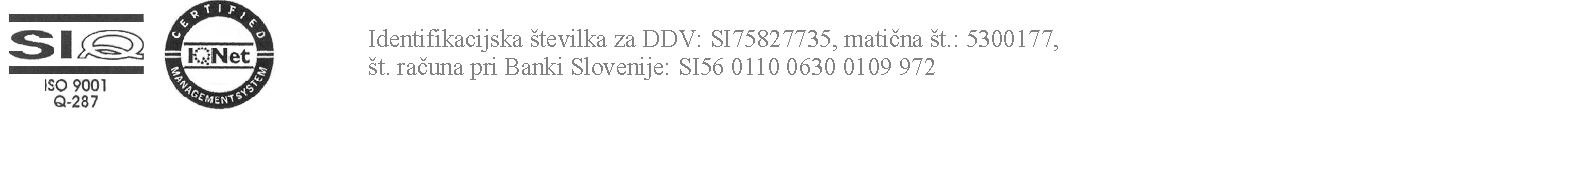 SIQ
ISO 9001
Q-287
CERTIFIED
IQNet
MANAGEMENT SYSTEM
Identifikacijska številka za DDV: SI75827735, matična št.: 5300177,
št. računa pri Banki Slovenije: SI56 0110 0630 0109 972